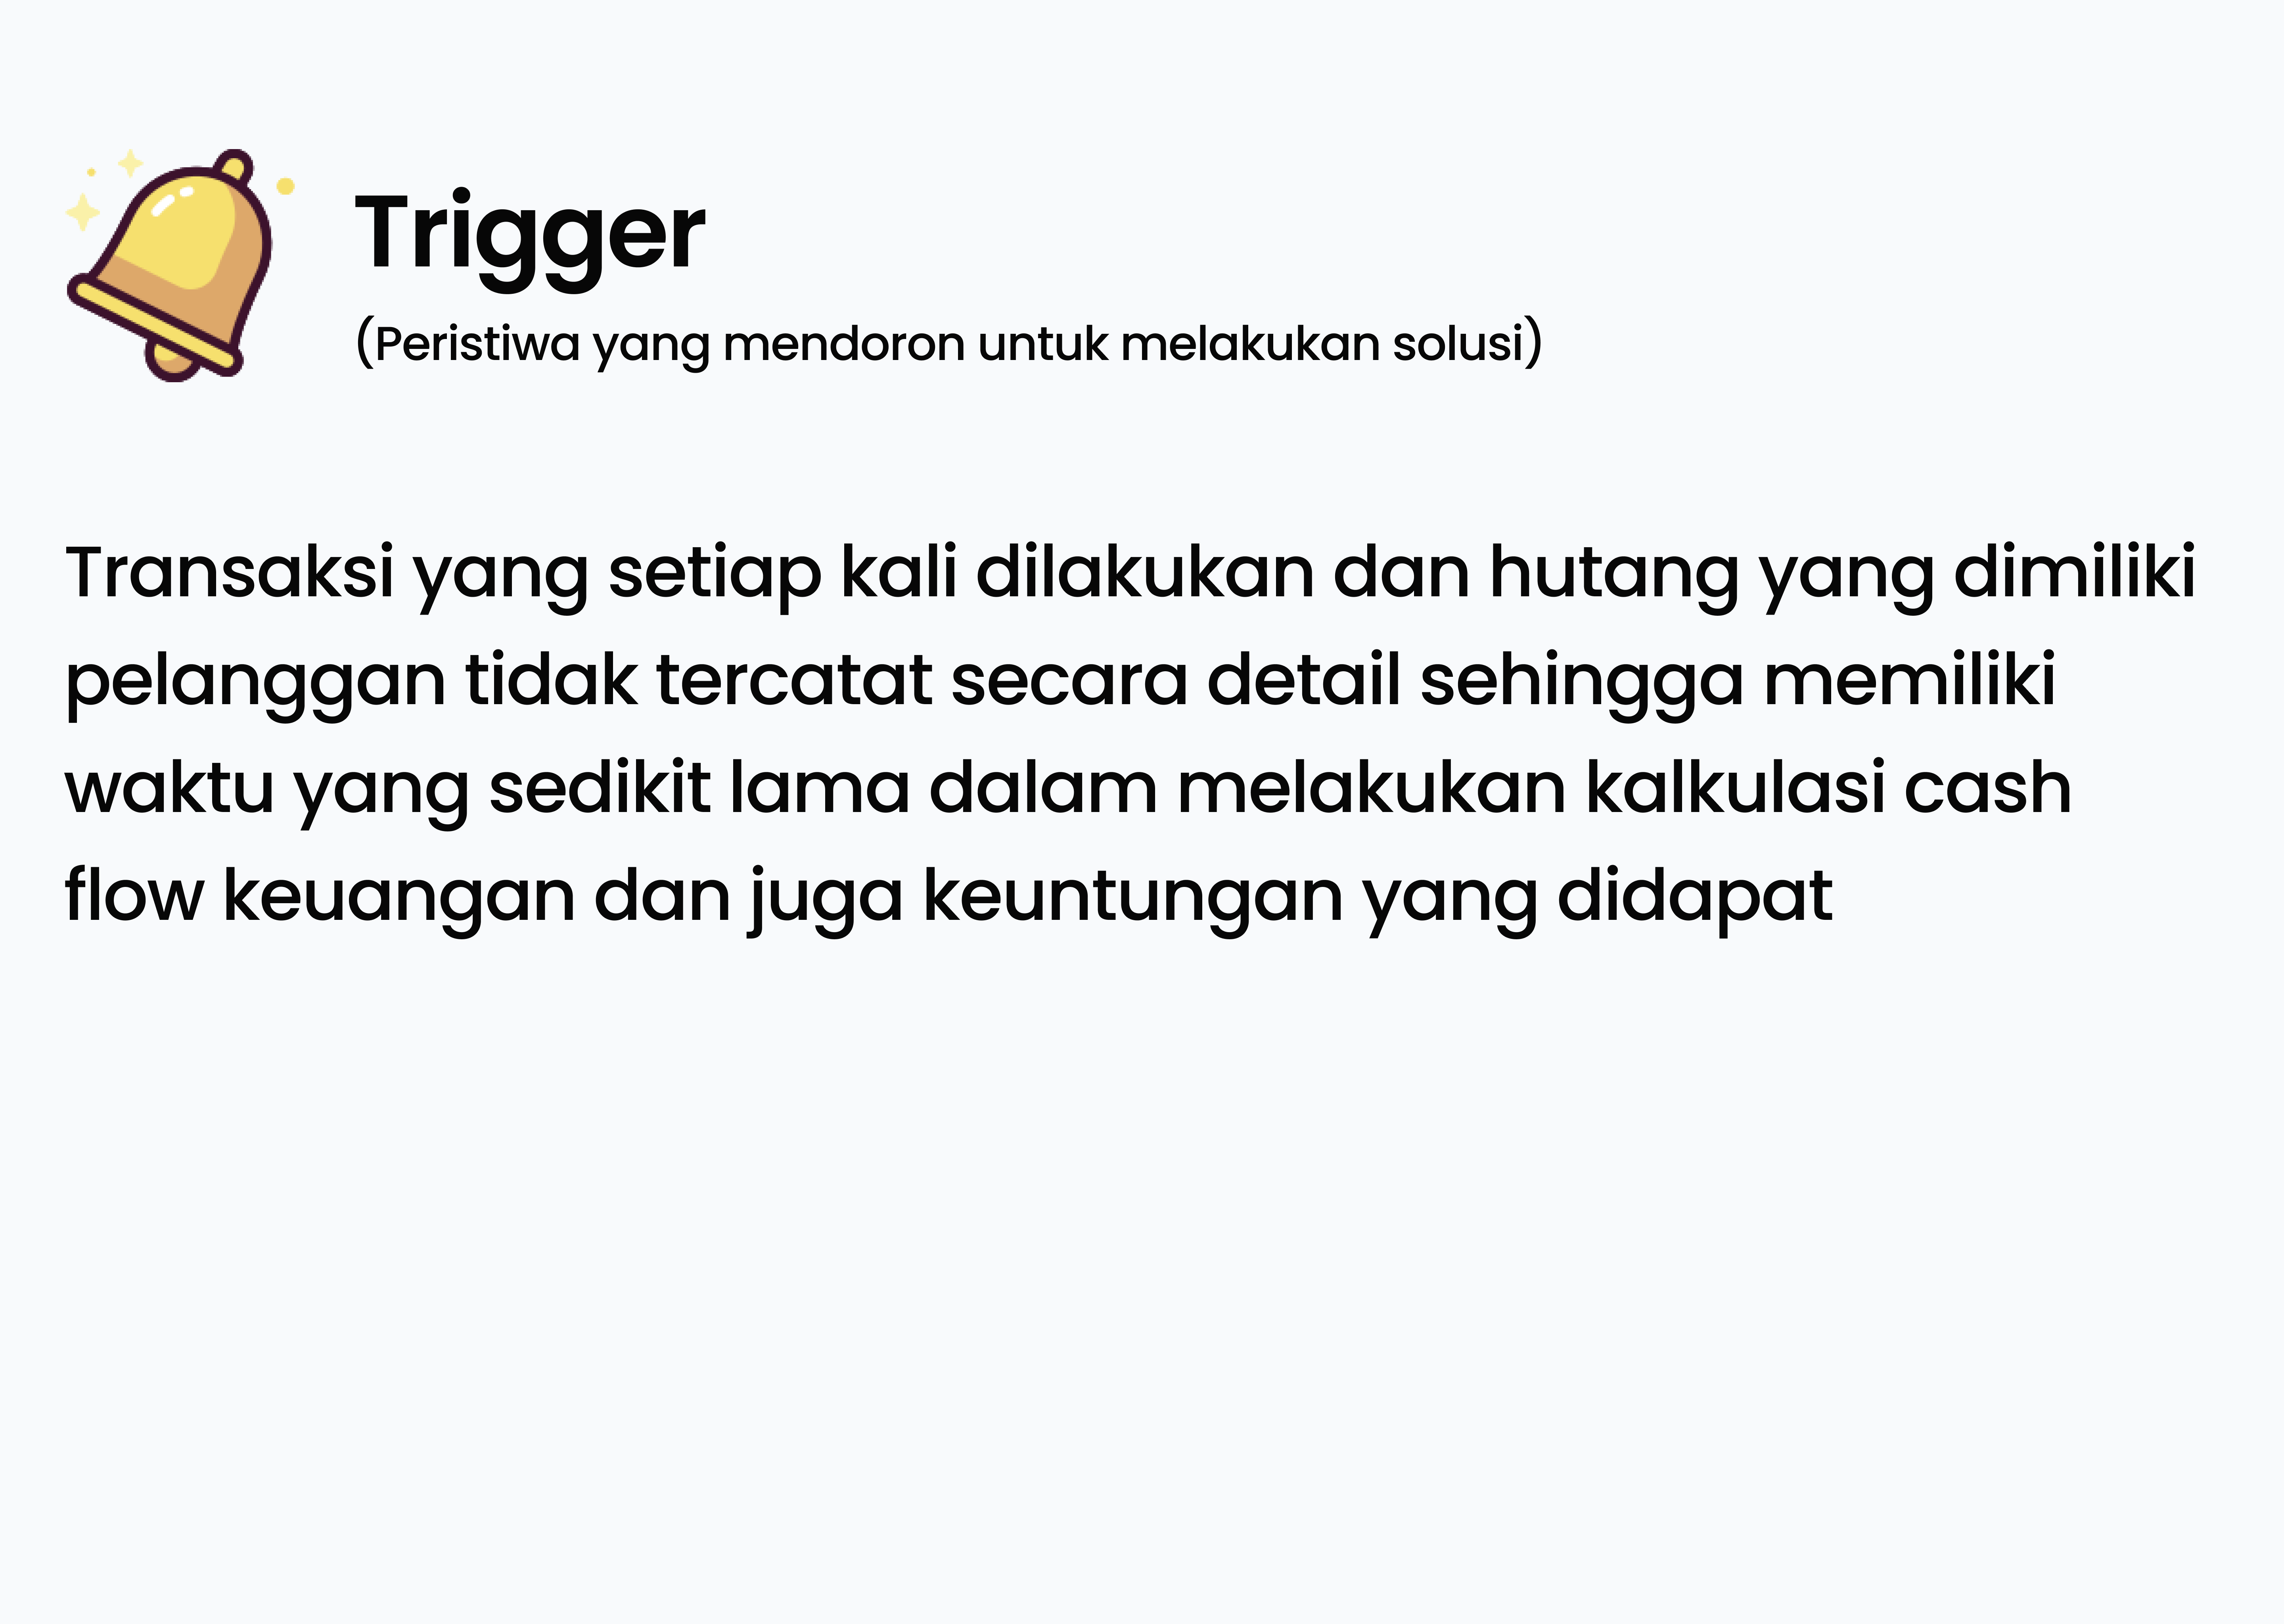 Trigger
(Peristiwa yang mendoron untuk melakukan solusi)
Transaksi yang setiap kali dilakukan dan hutang yang dimiliki
pelanggan tidak tercatat secara detail sehingga memiliki
waktu yang sedikit lama dalam melakukan kalkulasi cash
flow keuangan dan juga keuntungan yang didapat